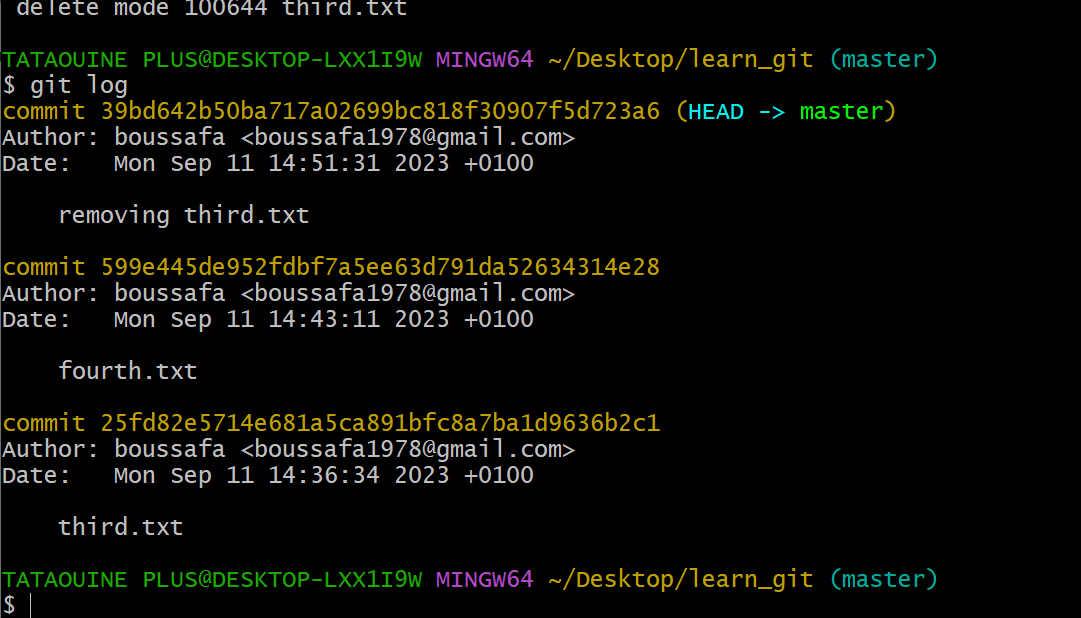 delete mode 100644 third.txt
TATAOUINE PLUS@DESKTOP-LXX1I9W MINGW64 ~/Desktop/learn_git (master)
$ git log
commit 39bd642b50ba717a02699bc818f30907f5d723a6 (HEAD -> master)
Author: boussafa <boussafa1978@gmail.com>
Date:   Mon Sep 11 14:51:31 2023 +0100
removing third.txt
commit 599e445de952fdbf7a5ee63d791da52634314e28
Author: boussafa <boussafa1978@gmail.com>
Date:   Mon Sep 11 14:43:11 2023 +0100
fourth.txt
commit 25fd82e5714e681a5ca891bfc8a7ba1d9636b2c1
Author: boussafa <boussafa1978@gmail.com>
Date:   Mon Sep 11 14:36:34 2023 +0100
third.txt
TATAOUINE PLUS@DESKTOP-LXX1I9W MINGW64 ~/Desktop/learn_git (master)
$